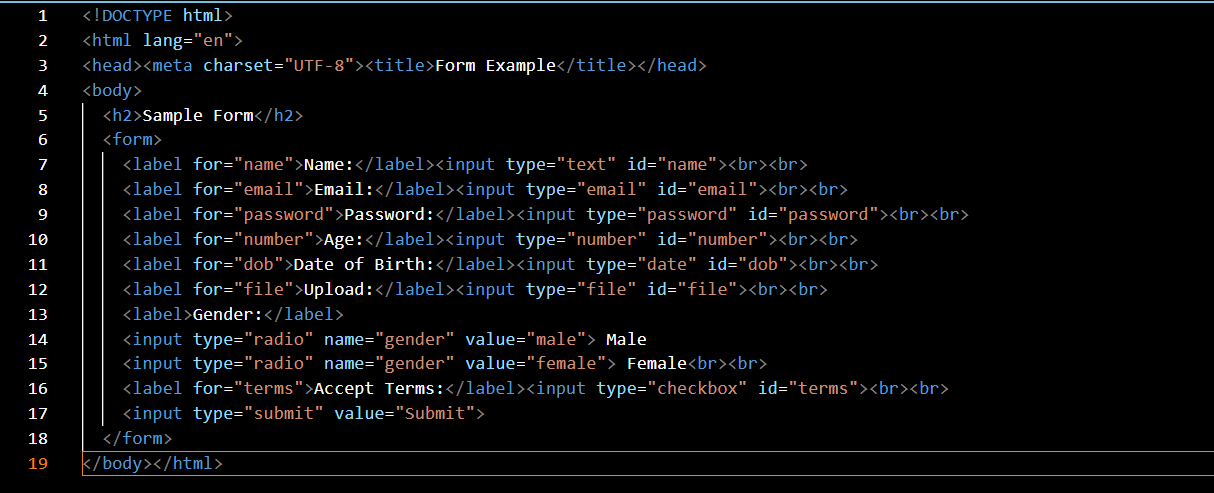 1 <!DOCTYPE html>
2 <html lang="en">
3 <head><meta charset="UTF-8"><title>Form Example</title></head>
4 <body>
5 <h2>Sample Form</h2>
6 <form>
7 <label for="name">Name:</label><input type="text" id="name"><br><br>
8 <label for="email">Email:</label><input type="email" id="email"><br><br>
9 <label for="password">Password:</label><input type="password" id="password"><br><br>
10 <label for="number">Age:</label><input type="number" id="number"><br><br>
11 <label for="dob">Date of Birth:</label><input type="date" id="dob"><br><br>
12 <label for="file">Upload:</label><input type="file" id="file"><br><br>
13 <label>Gender:</label>
14 <input type="radio" name="gender" value="male"> Male
15 <input type="radio" name="gender" value="female"> Female<br><br>
16 <label for="terms">Accept Terms:</label><input type="checkbox" id="terms"><br><br>
17 <input type="submit" value="Submit">
18 </form>
19 </body></html>